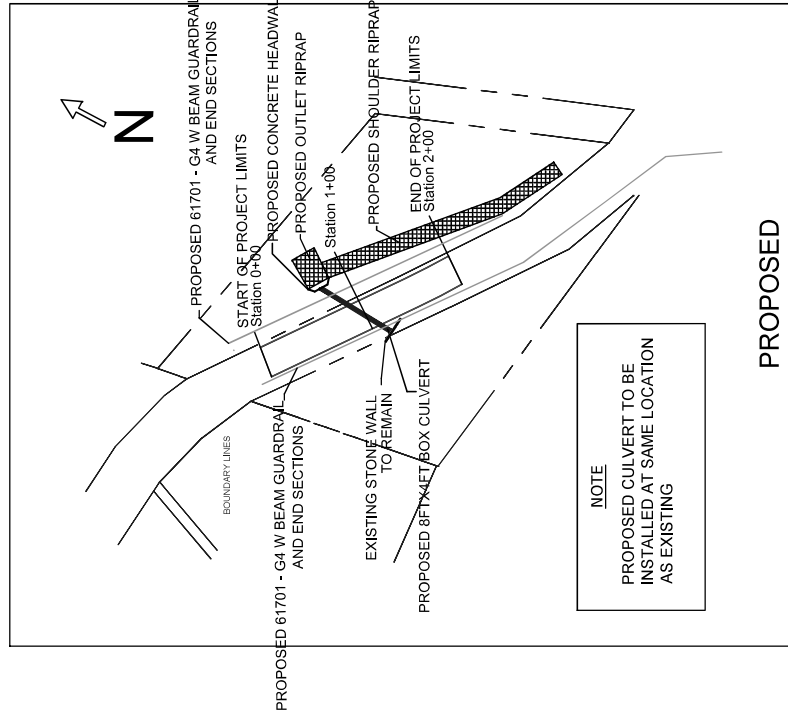 N
PROPOSED 61701 - G4 W BEAM GUARDRAIL
AND END SECTIONS
START OF PROJECT LIMITS
Station 0+00
PROPOSED CONCRETE HEADWAL
PROPOSED OUTLET RIPRAP
Station 1+00
PROPOSED SHOULDER RIPRAP
END OF PROJECT LIMITS
Station 2+00
BOUNDARY LINES
PROPOSED 61701 - G4 W BEAM GUARDRAIL
AND END SECTIONS
EXISTING STONE WALL
TO REMAIN
PROPOSED 8FTX4FT BOX CULVERT
NOTE
PROPOSED CULVERT TO BE
INSTALLED AT SAME LOCATION
AS EXISTING
PROPOSED